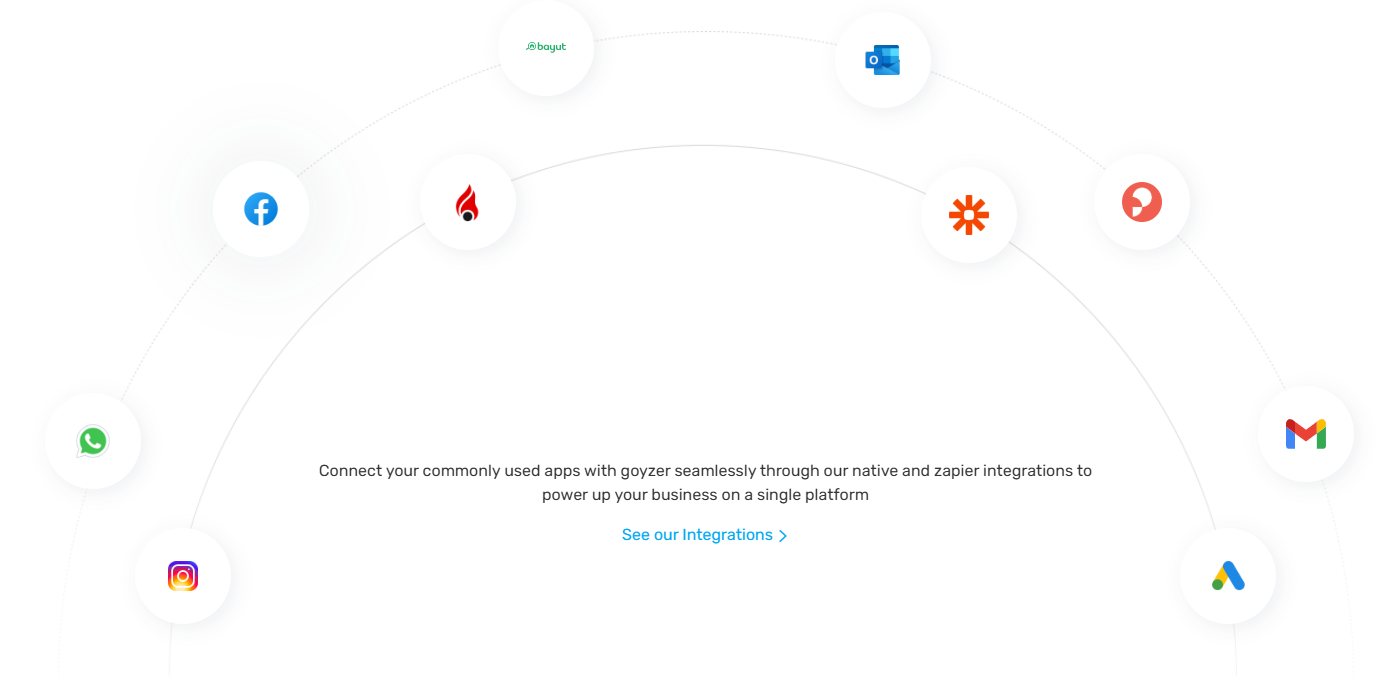 bayut
O
Connect your commonly used apps with goyzer seamlessly through our native and zapier integrations to
power up your business on a single platform
See our Integrations